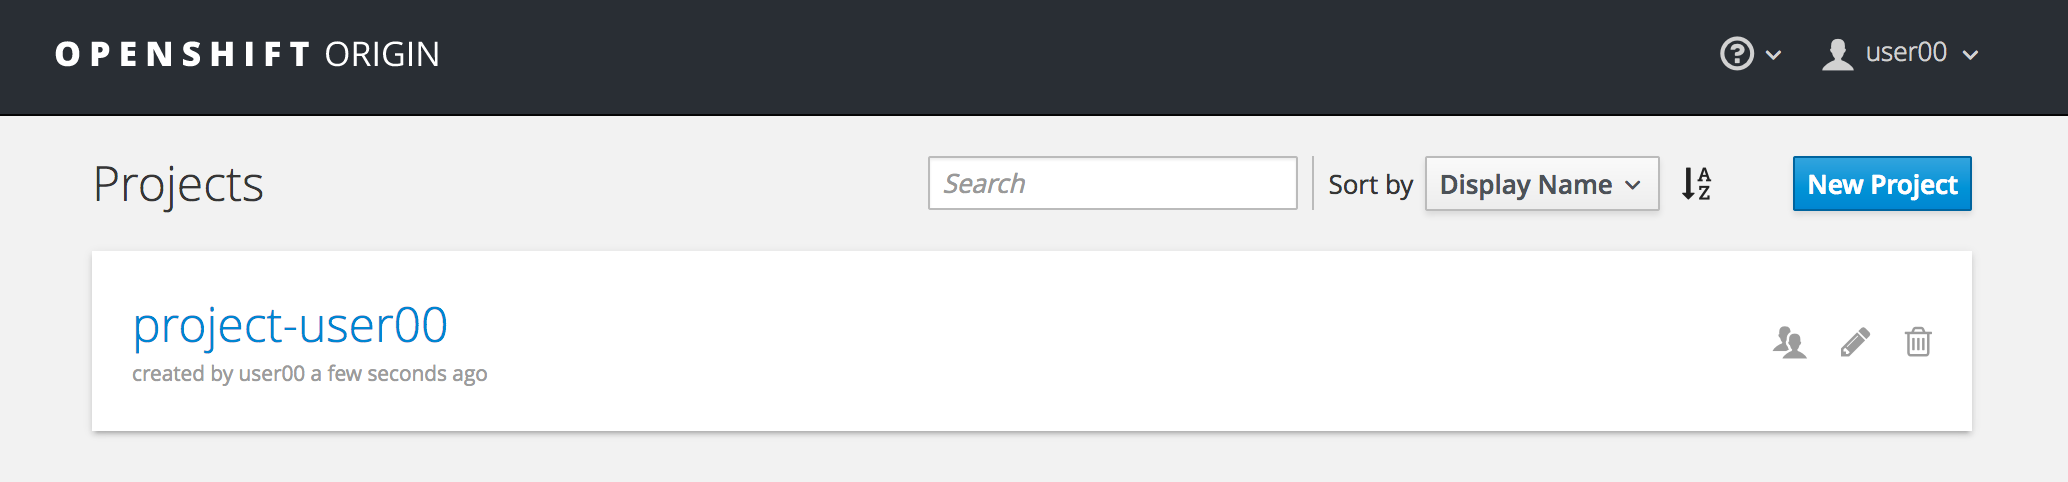 OPENSHIFT ORIGIN
user00
Projects
Search
Sort by
Display Name
A
Z
New Project
project-user00
created by user00 a few seconds ago